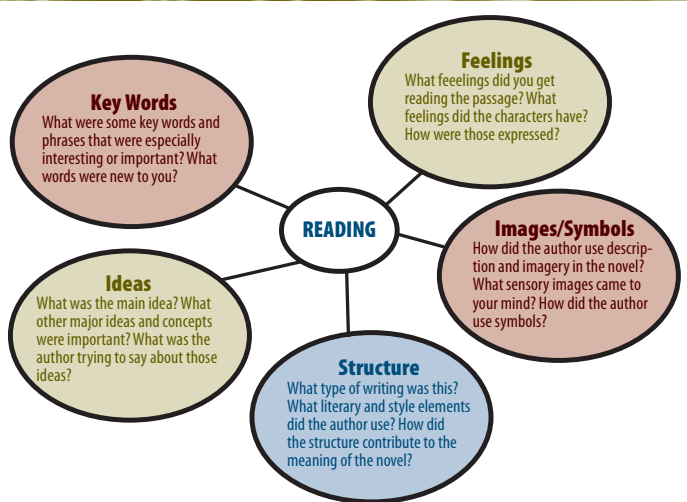 Feelings
What feeelings did you get
reading the passage? What
feelings did the characters have?
How were those expressed?
Key Words
What were some key words and
phrases that were especially
interesting or important? What
words were new to you?
READING
Images/Symbols
How did the author use descrip-
tion and imagery in the novel?
What sensory images came to
your mind? How did the author
use symbols?
Ideas
What was the main idea? What
other major ideas and concepts
were important? What was the
author trying to say about those
ideas?
Structure
What type of writing was this?
What literary and style elements
did the author use? How did
the structure contribute to the
meaning of the novel?